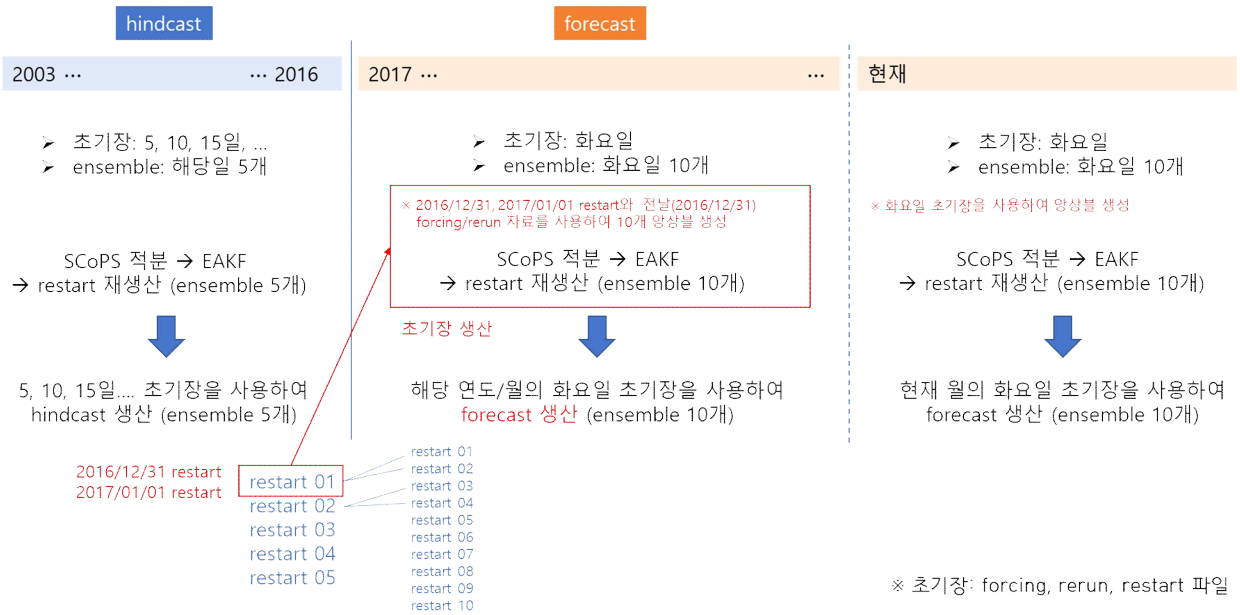 hindcast
forecast
2003 ⋯
⋯ 2016
2017 ⋯
⋯
현재
➢ 초기장: 5, 10, 15일, ...
➢ ensemble: 해당일 5개
SCoPS 적분 → EAKF
→ restart 재생산 (ensemble 5개)
5, 10, 15일.... 초기장을 사용하여
hindcast 생산 (ensemble 5개)
➢ 초기장: 화요일
➢ ensemble: 화요일 10개
※ 2016/12/31, 2017/01/01 restart와 전날(2016/12/31)
forcing/rerun 자료를 사용하여 10개 앙상블 생성
SCoPS 적분 → EAKF
→ restart 재생산 (ensemble 10개)
초기장 생산
해당 연도/월의 화요일 초기장을 사용하여
forecast 생산 (ensemble 10개)
➢ 초기장: 화요일
➢ ensemble: 화요일 10개
※ 화요일 초기장을 사용하여 앙상블 생성
SCoPS 적분 → EAKF
→ restart 재생산 (ensemble 10개)
현재 월의 화요일 초기장을 사용하여
forecast 생산 (ensemble 10개)
2016/12/31 restart
2017/01/01 restart
restart 01
restart 02
restart 03
restart 04
restart 05
restart 01
restart 02
restart 03
restart 04
restart 05
restart 06
restart 07
restart 08
restart 09
restart 10
※ 초기장: forcing, rerun, restart 파일